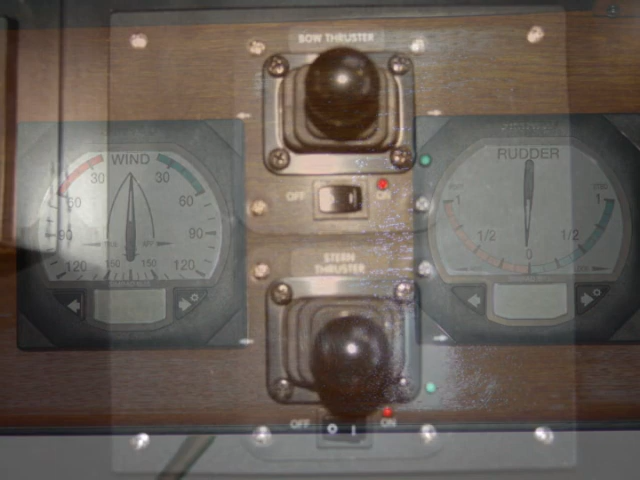 BOW THRUSTER
OFF ON
WIND
30 30
60 60
90 90
120 150 150 120
RUDDER
1 1
1/2 1/2
0
STERN
THRUSTER
OFF ON
O I